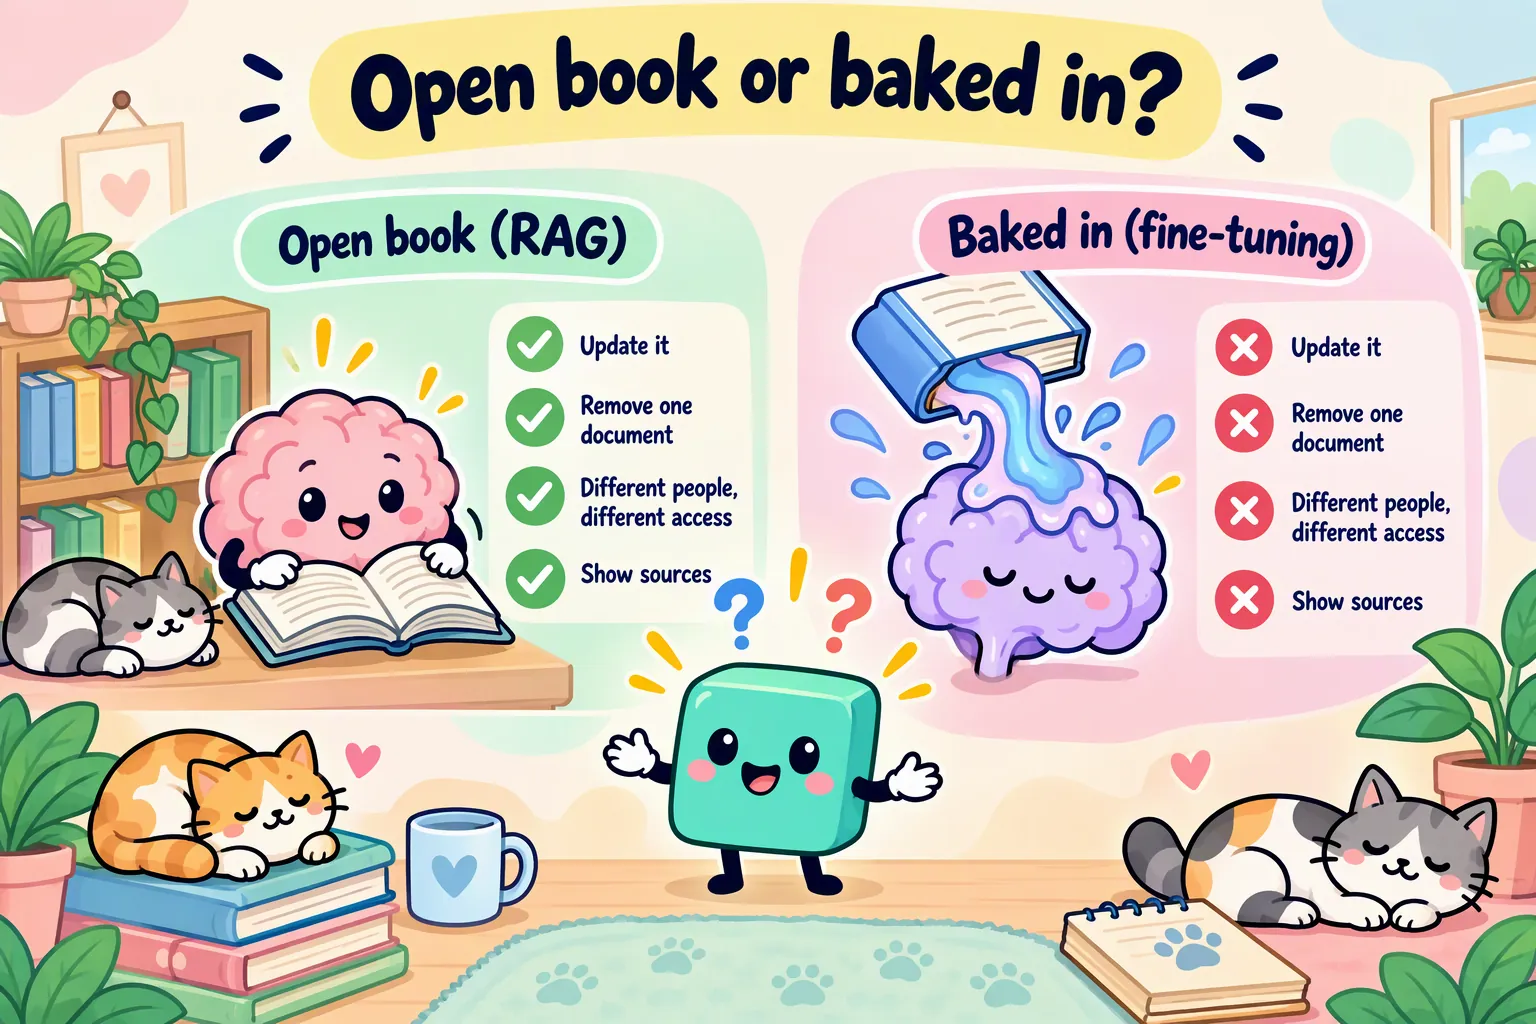 Open book or baked in?
Open book (RAG)
Update it
Remove one
document
Different people,
different access
Show sources
Baked in (fine-tuning)
Update it
Remove one
document
Different people,
different access
Show sources
? ?